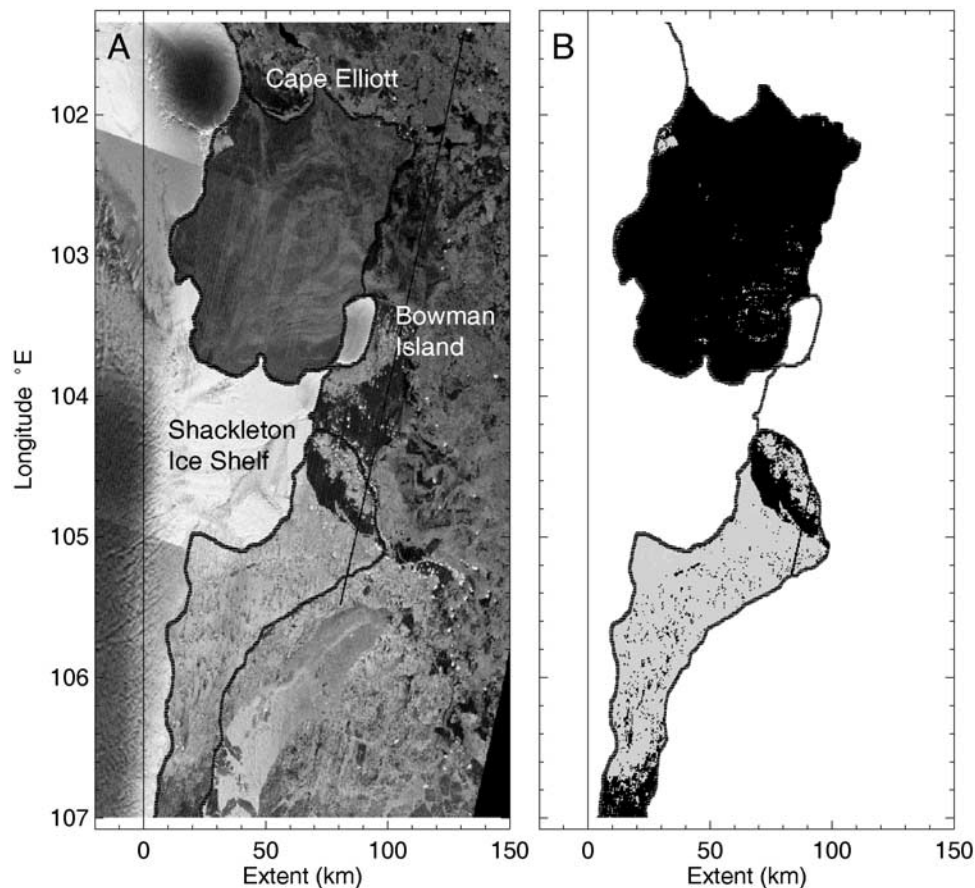 A
Cape Elliott
Bowman
Island
Shackleton
Ice Shelf
Longitude °E
102
103
104
105
106
107
0
50
100
150
Extent (km)
B
0
50
100
150
Extent (km)